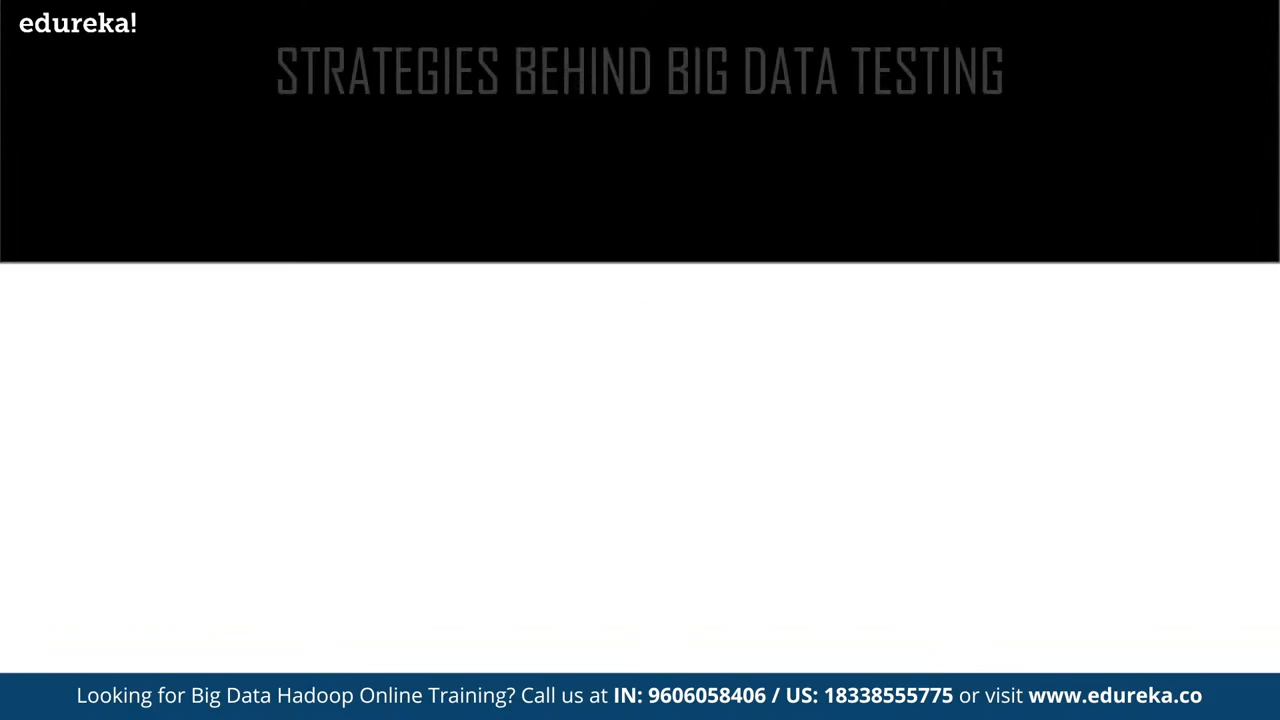 edureka!
STRATEGIES BEHIND BIG DATA TESTING
Looking for Big Data Hadoop Online Training? Call us at IN: 9606058406 / US: 18338555775 or visit www.edureka.co